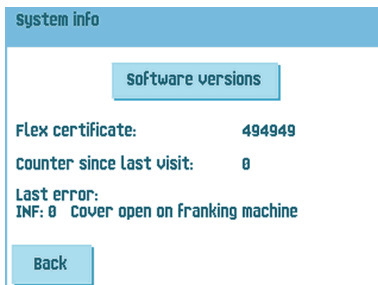 System info
Software versions
Flex certificate: 494949
Counter since last visit: 0
Last error:
INF: 0 Cover open on franking machine
Back